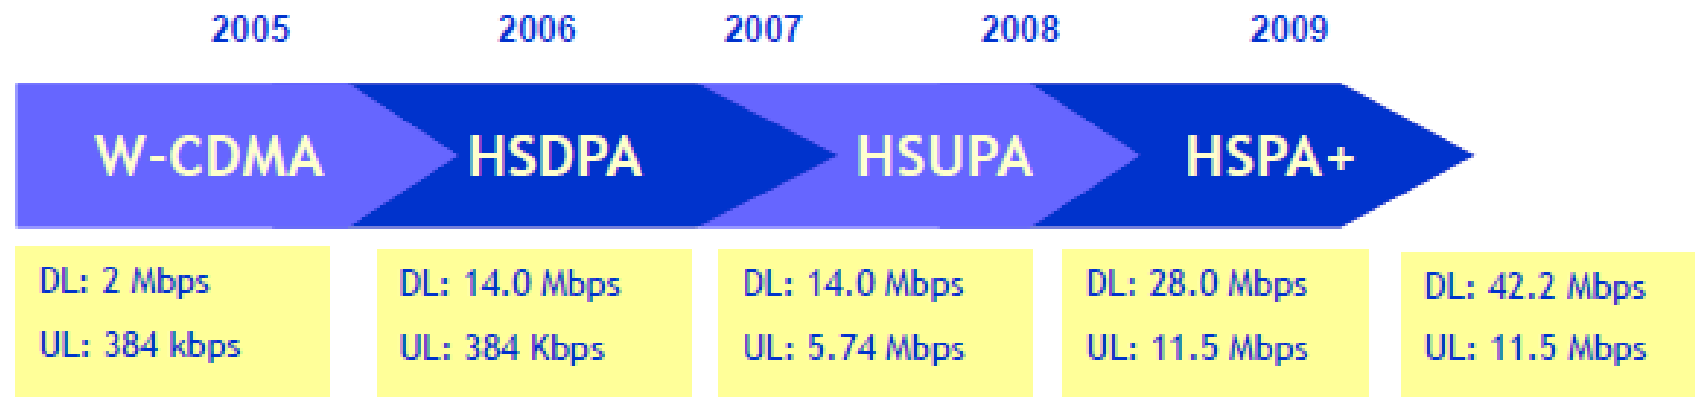 2005 2006 2007 2008 2009
W-CDMA HSDPA HSUPA HSPA+
DL: 2 Mbps
UL: 384 kbps
DL: 14.0 Mbps
UL: 384 Kbps
DL: 14.0 Mbps
UL: 5.74 Mbps
DL: 28.0 Mbps
UL: 11.5 Mbps
DL: 42.2 Mbps
UL: 11.5 Mbps